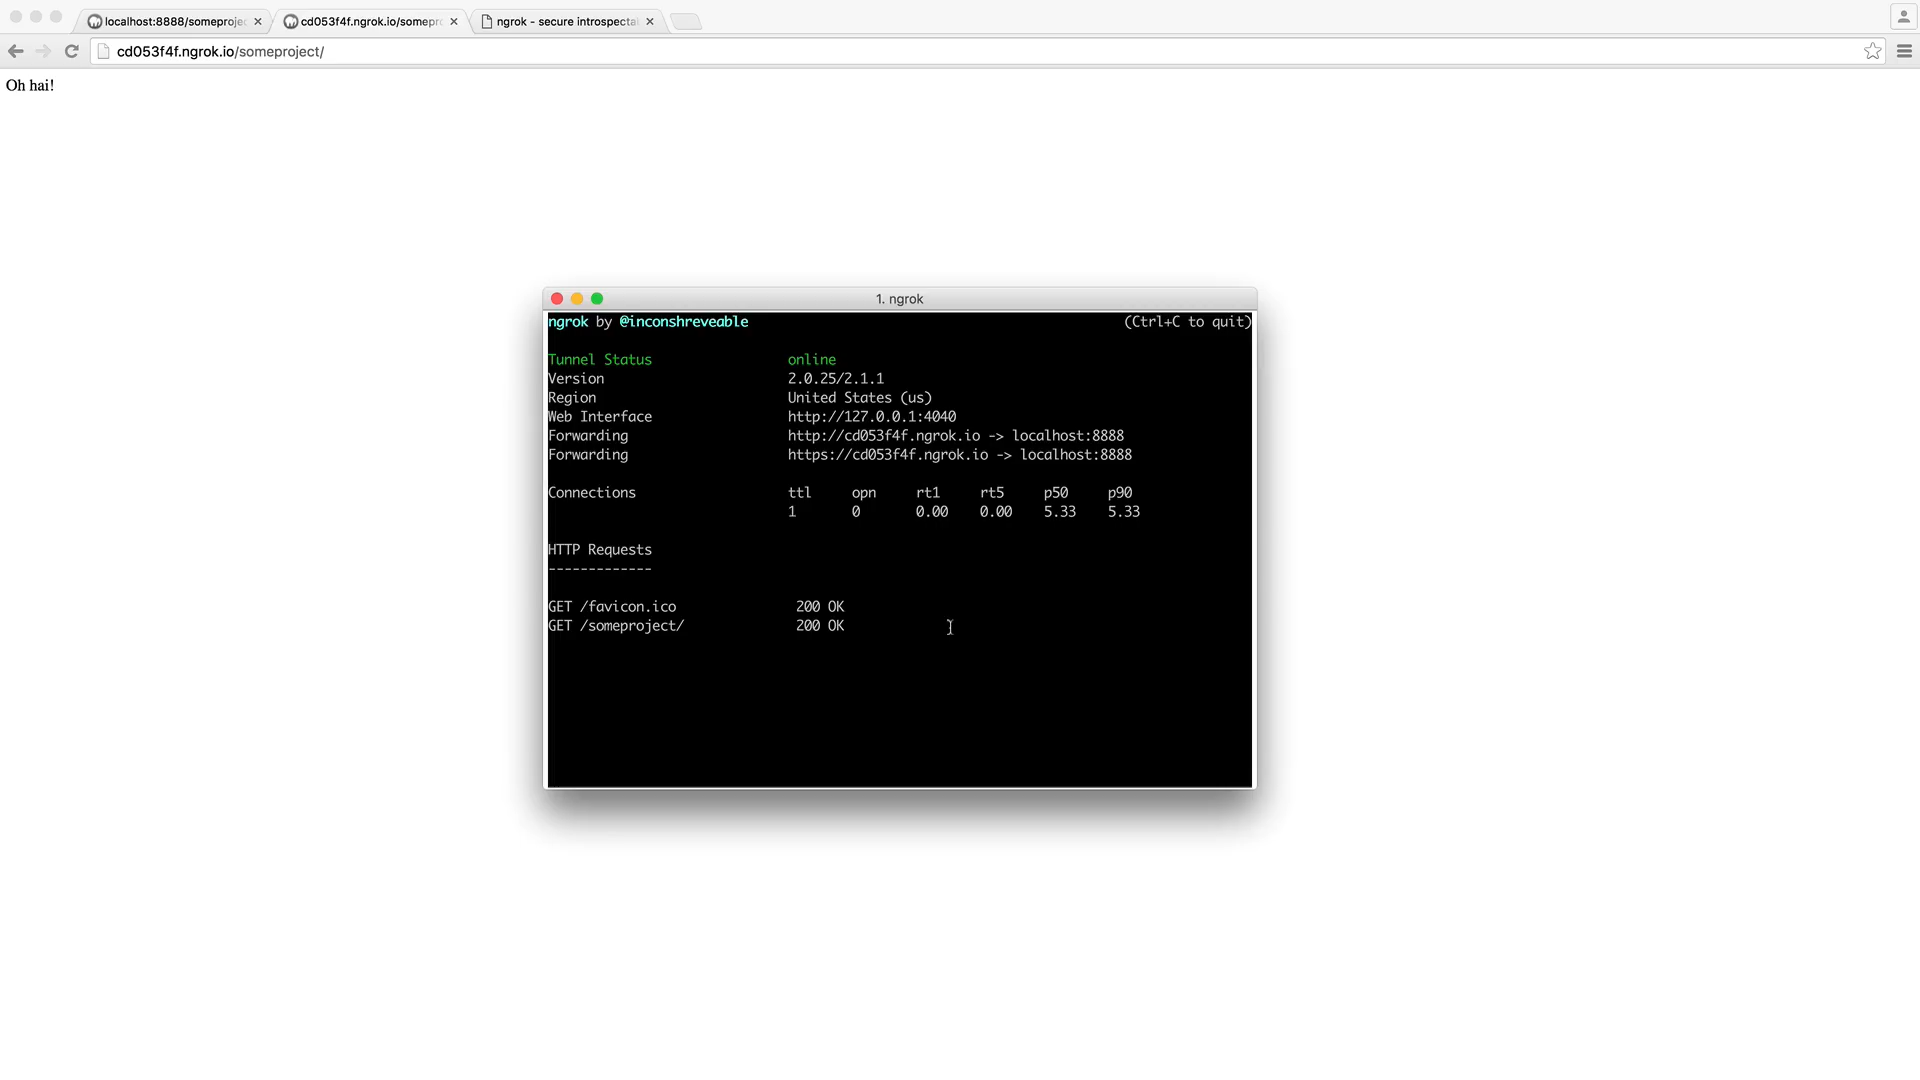 localhost:8888/someprojec
cd053f4f.ngrok.io/somepro
ngrok - secure introspecta
cd053f4f.ngrok.io/someproject/
Oh hai!
1. ngrok
ngrok by @inconshreveable (Ctrl+C to quit)
Tunnel Status online
Version 2.0.25/2.1.1
Region United States (us)
Web Interface http://127.0.0.1:4040
Forwarding http://cd053f4f.ngrok.io -> localhost:8888
Forwarding https://cd053f4f.ngrok.io -> localhost:8888
Connections ttl opn rt1 rt5 p50 p90
1 0 0.00 0.00 5.33 5.33
HTTP Requests
-------------
GET /favicon.ico 200 OK
GET /someproject/ 200 OK